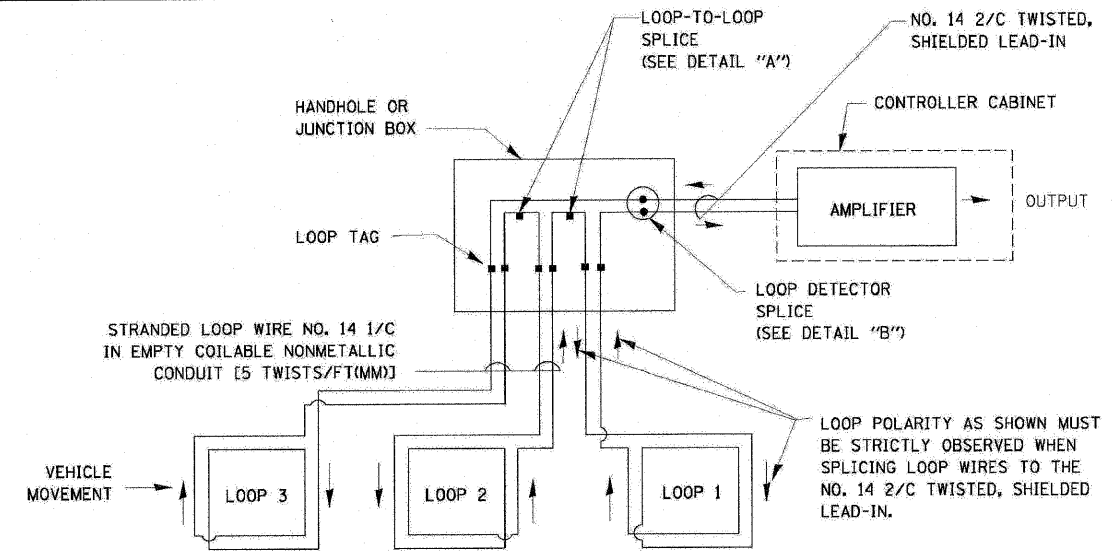 LOOP-TO-LOOP
SPLICE
(SEE DETAIL "A")
NO. 14 2/C TWISTED,
SHIELDED LEAD-IN
HANDHOLE OR
JUNCTION BOX
CONTROLLER CABINET
AMPLIFIER
OUTPUT
LOOP TAG
LOOP DETECTOR
SPLICE
(SEE DETAIL "B")
STRANDED LOOP WIRE NO. 14 1/C
IN EMPTY COILABLE NONMETALLIC
CONDUIT [5 TWISTS/FT(MM)]
LOOP POLARITY AS SHOWN MUST
BE STRICTLY OBSERVED WHEN
SPLICING LOOP WIRES TO THE
NO. 14 2/C TWISTED, SHIELDED
LEAD-IN.
VEHICLE
MOVEMENT
LOOP 3
LOOP 2
LOOP 1